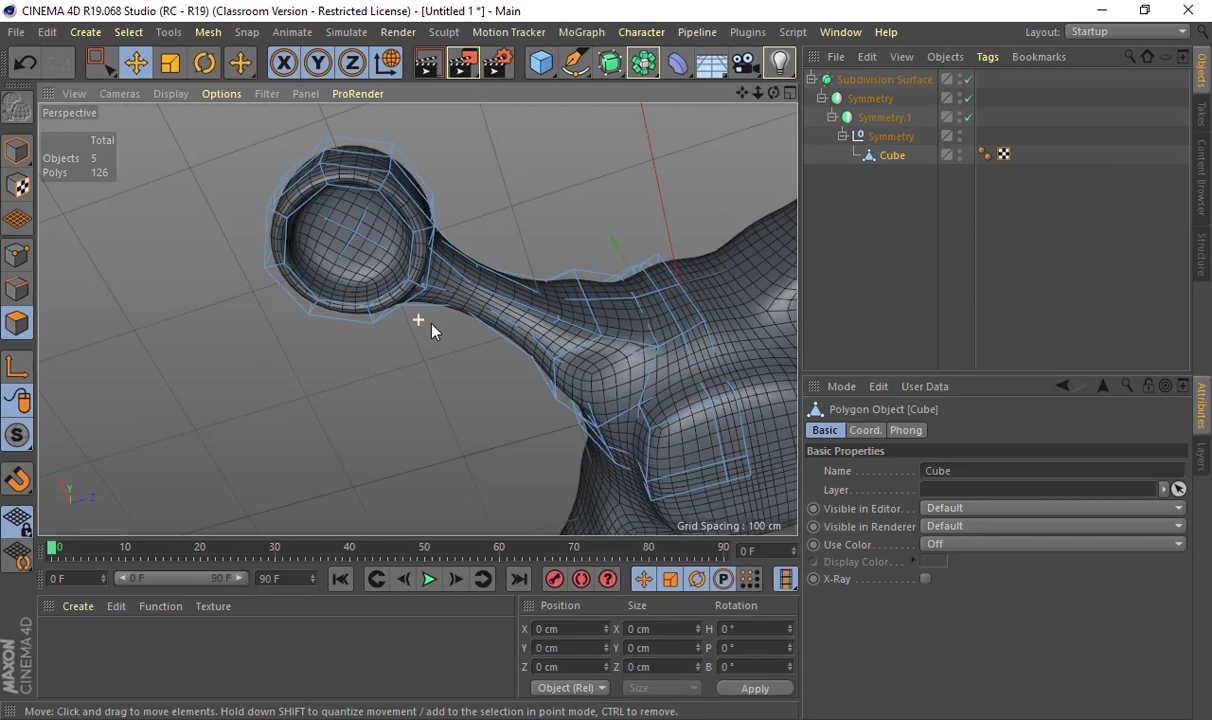 CINEMA 4D R19.068 Studio (RC - R19) (Classroom Version - Restricted License) - [Untitled 1 *] - Main
File Edit Create Select Tools Mesh Snap Animate Simulate Render Sculpt Motion Tracker MoGraph Character Pipeline Plugins Script Window Help Layout: Startup
X Y Z
File Edit View Objects Tags Bookmarks
View Cameras Display Options Filter Panel ProRender
Subdivision Surface
Symmetry
Symmetry.1
Symmetry
Cube
Perspective
Total
Objects 5
Polys 126
Objects
Takes
Content Browser
Structure
Y
X
Z
Grid Spacing : 100 cm
Mode Edit User Data
Polygon Object [Cube]
Basic Coord. Phong
Basic Properties
Name Cube
Layer
Visible in Editor Default
Visible in Renderer Default
Use Color Off
Display Color
X-Ray
Attributes
Layers
0 10 20 30 40 50 60 70 80 90 0 F
0 F 0 F 90 F 90 F
P
Create Edit Function Texture
Position Size Rotation
X 0 cm X 0 cm H 0 °
Y 0 cm Y 0 cm P 0 °
Z 0 cm Z 0 cm B 0 °
Object (Rel) Size Apply
MAXON
CINEMA 4D
Move: Click and drag to move elements. Hold down SHIFT to quantize movement / add to the selection in point mode, CTRL to remove.